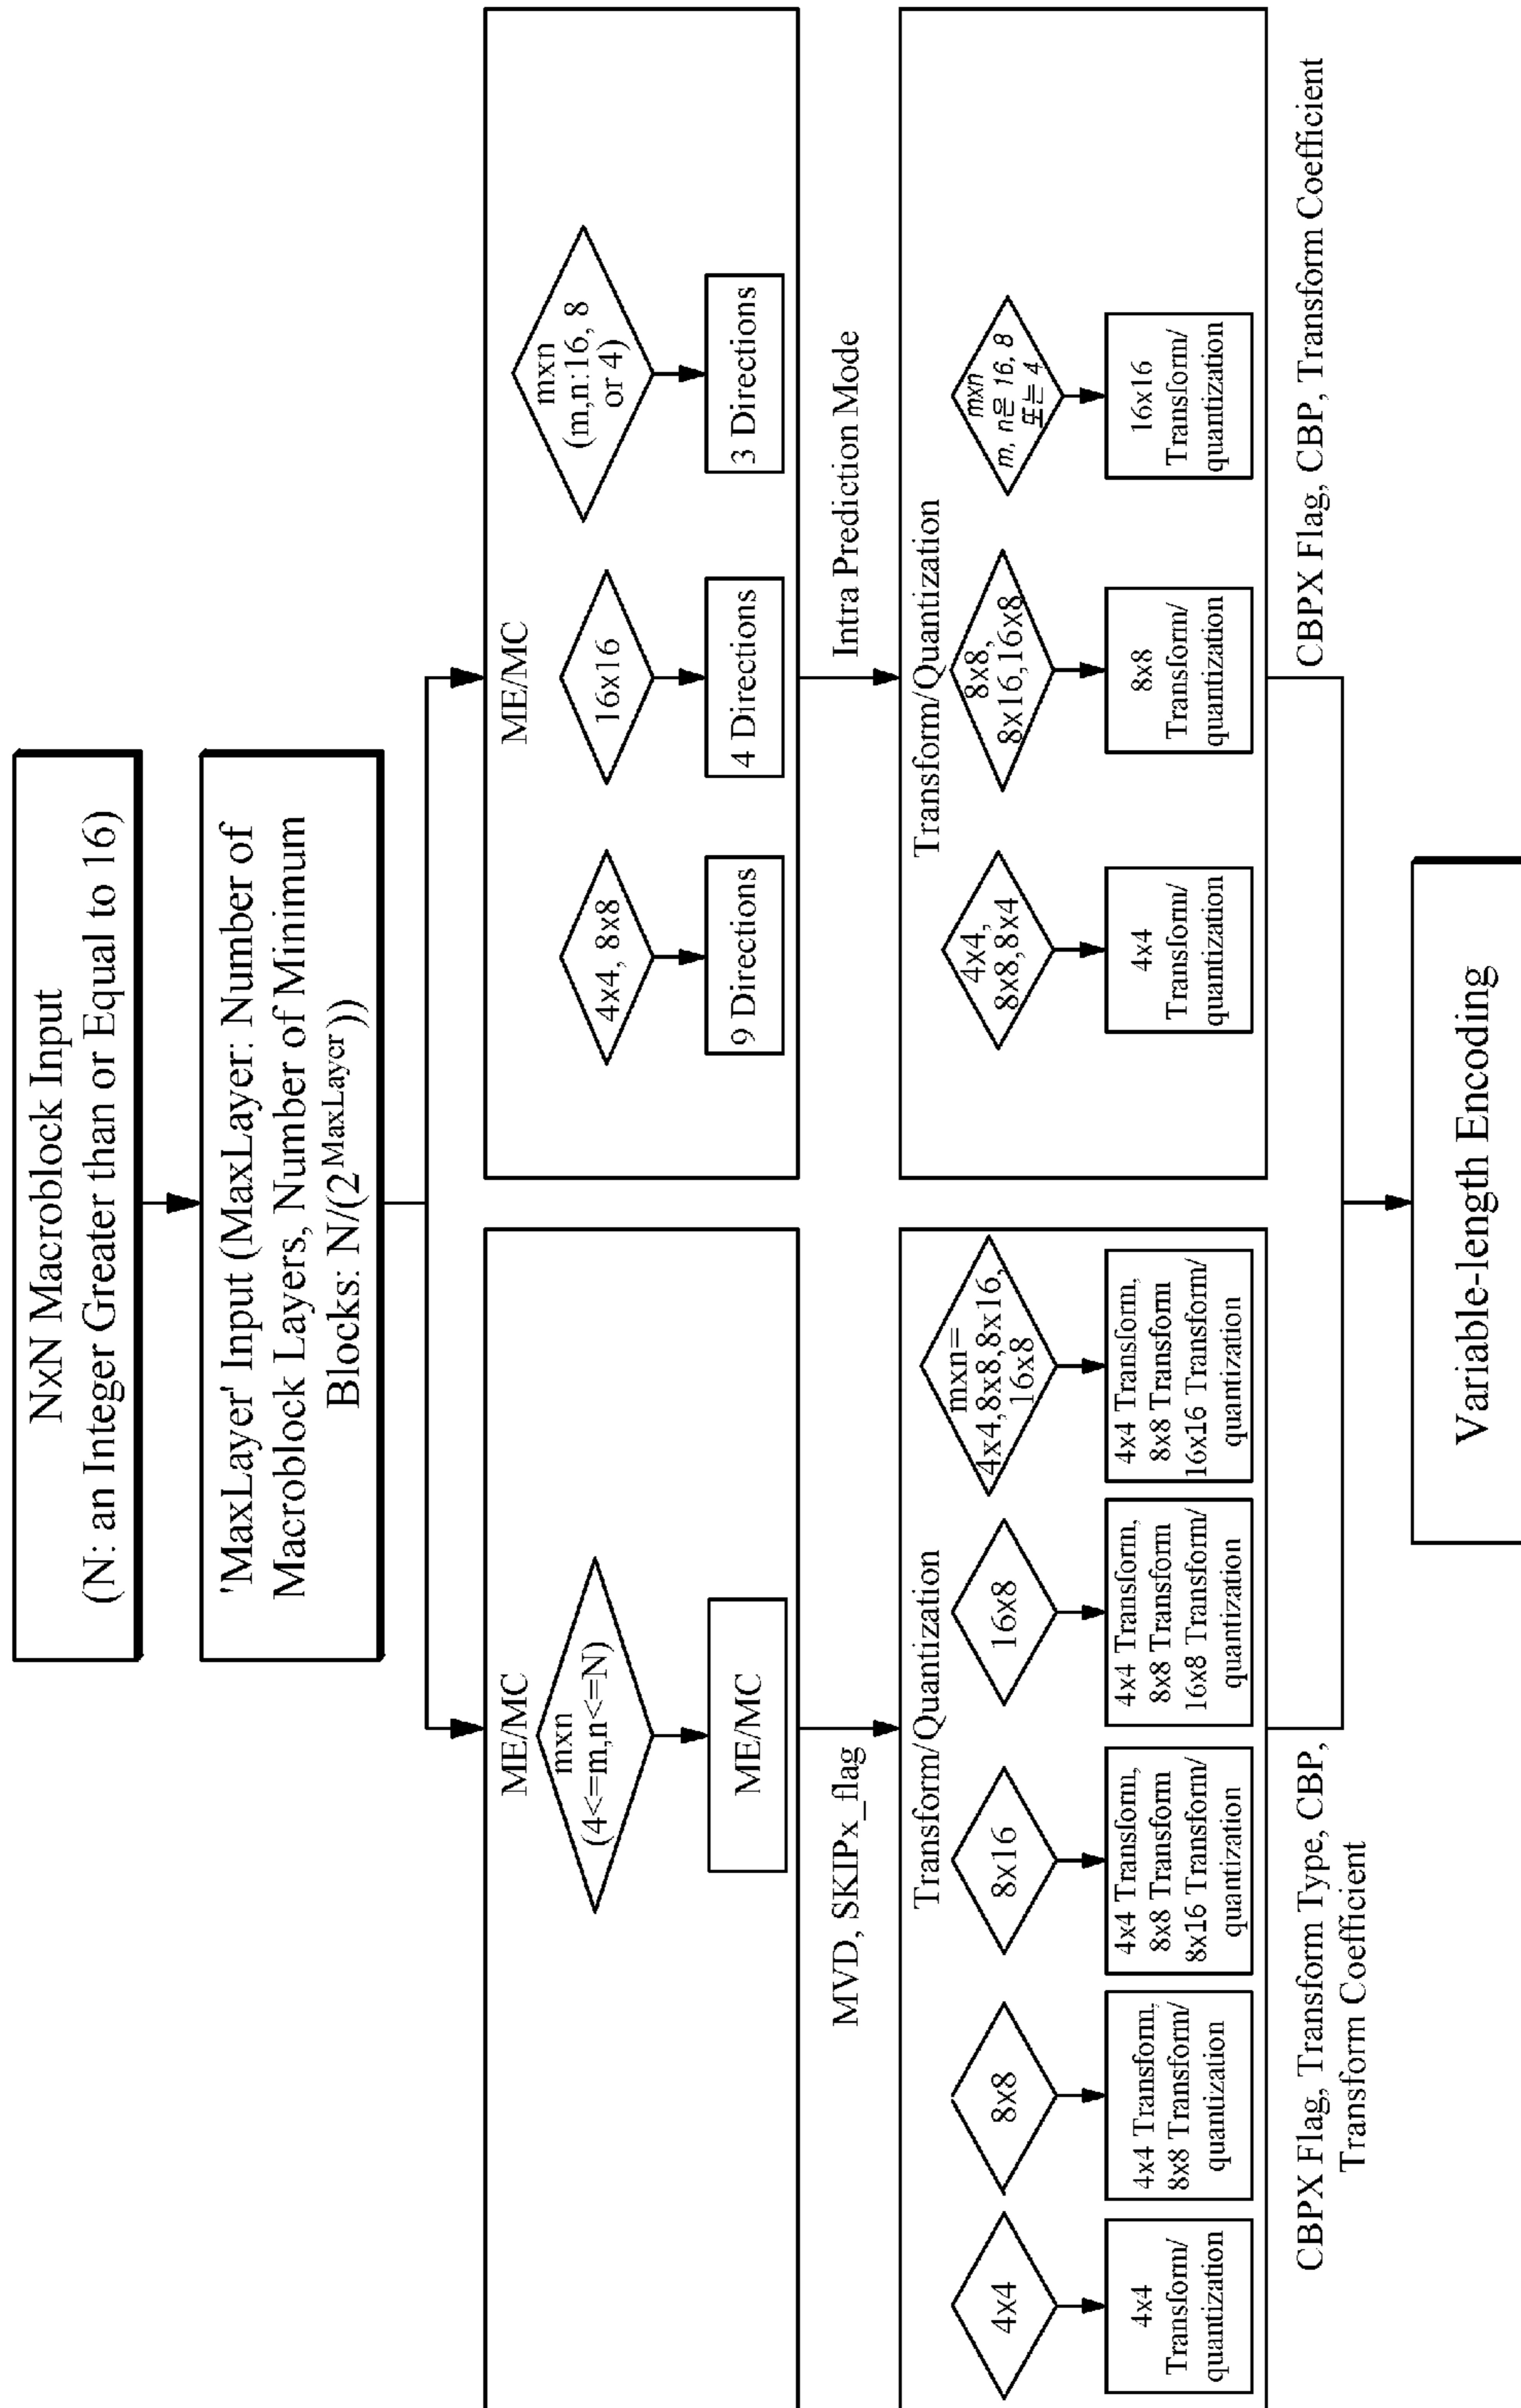 NxN Macroblock Input
(N: an Integer Greater than or Equal to 16)
'MaxLayer' Input (MaxLayer: Number of
Macroblock Layers, Number of Minimum
Blocks: N/(2^MaxLayer))
ME/MC
mxn
(4<=m,n<=N)
ME/MC
MVD, SKIPx_flag
Transform/Quantization
4x4
4x4
Transform/
quantization
8x8
4x4 Transform,
8x8 Transform/
quantization
8x16
4x4 Transform,
8x8 Transform
8x16 Transform/
quantization
16x8
4x4 Transform,
8x8 Transform
16x8 Transform/
quantization
mxn=
4x4,8x8,8x16,
16x8
4x4 Transform,
8x8 Transform
16x16 Transform/
quantization
CBPX Flag, Transform Type, CBP,
Transform Coefficient
ME/MC
4x4, 8x8
9 Directions
16x16
4 Directions
mxn
(m,n:16, 8
or 4)
3 Directions
Intra Prediction Mode
Transform/Quantization
4x4,
8x8,8x4
4x4
Transform/
quantization
8x8,
8x16,16x8
8x8
Transform/
quantization
mxn
m, n은 16, 8
또는 4
16x16
Transform/
quantization
CBPX Flag, CBP, Transform Coefficient
Variable-length Encoding